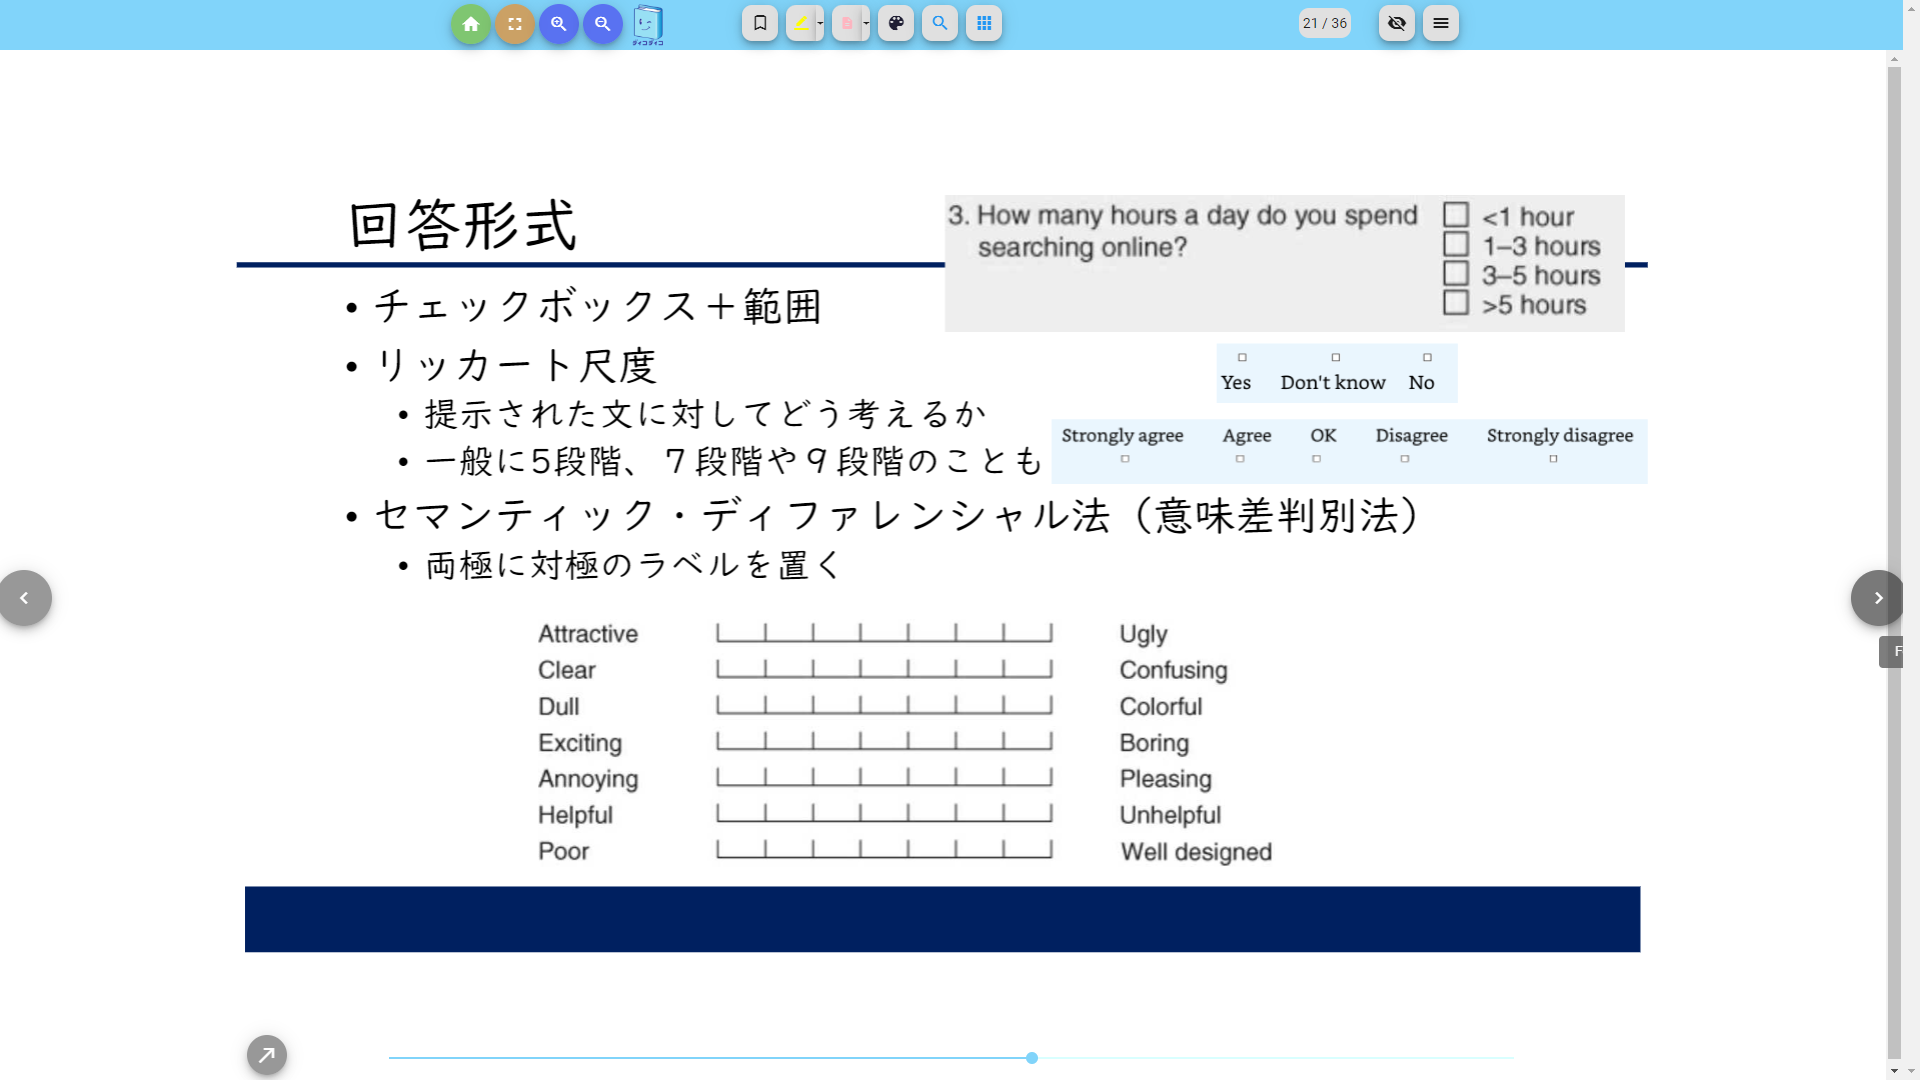 21 / 36
回答形式
3. How many hours a day do you spend
searching online?
<1 hour
1–3 hours
3–5 hours
>5 hours
• チェックボックス＋範囲
• リッカート尺度
Yes Don't know No
• 提示された文に対してどう考えるか
• 一般に5段階、７段階や９段階のことも
Strongly agree Agree OK Disagree Strongly disagree
• セマンティック・ディファレンシャル法（意味差判別法）
• 両極に対極のラベルを置く
Attractive Ugly
Clear Confusing
Dull Colorful
Exciting Boring
Annoying Pleasing
Helpful Unhelpful
Poor Well designed